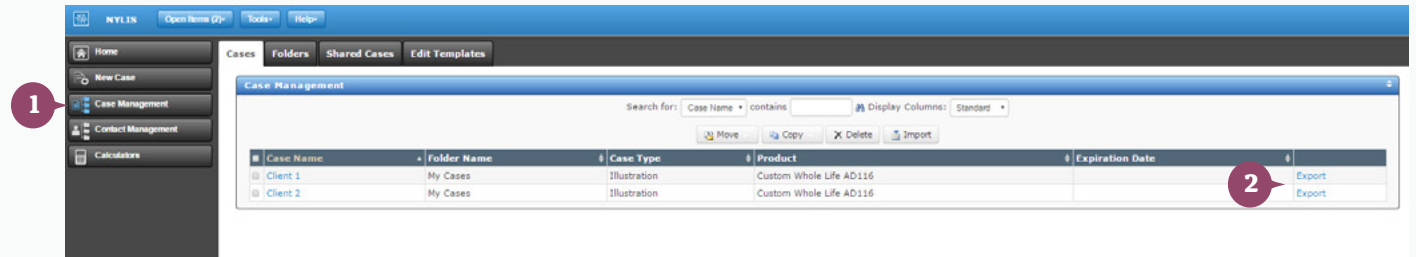 NYLIS Open Items (2) Tools Help
Home
New Case
Case Management
Contact Management
Calculators
1
Cases Folders Shared Cases Edit Templates
Case Management
Search for: Case Name contains Display Columns: Standard
Move Copy Delete Import
Case Name Folder Name Case Type Product Expiration Date
Client 1 My Cases Illustration Custom Whole Life AD116 Export
Client 2 My Cases Illustration Custom Whole Life AD116 Export
2